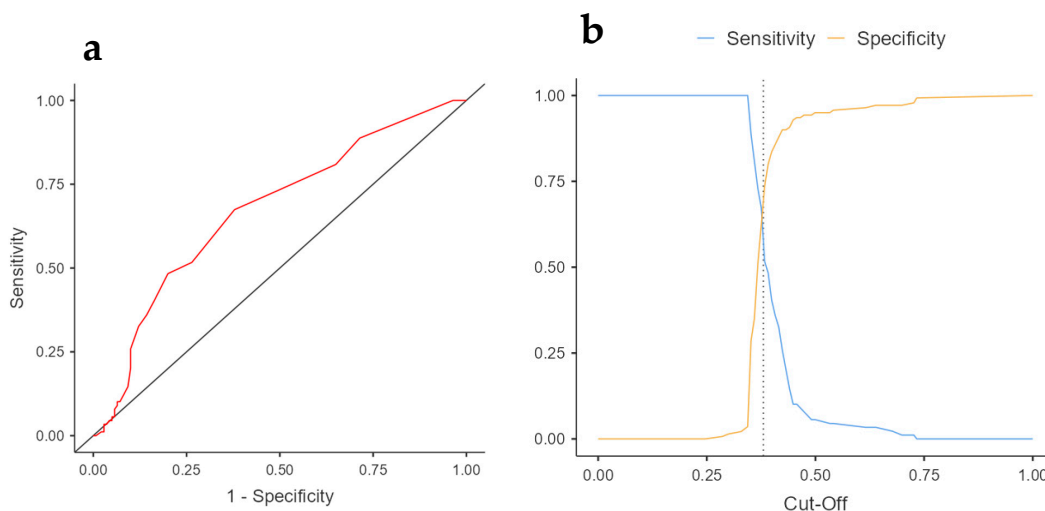 a
1.00
0.75
0.50
0.25
0.00
Sensitivity
0.00 0.25 0.50 0.75 1.00
1 - Specificity
b
Sensitivity Specificity
1.00
0.75
0.50
0.25
0.00
0.00 0.25 0.50 0.75 1.00
Cut-Off